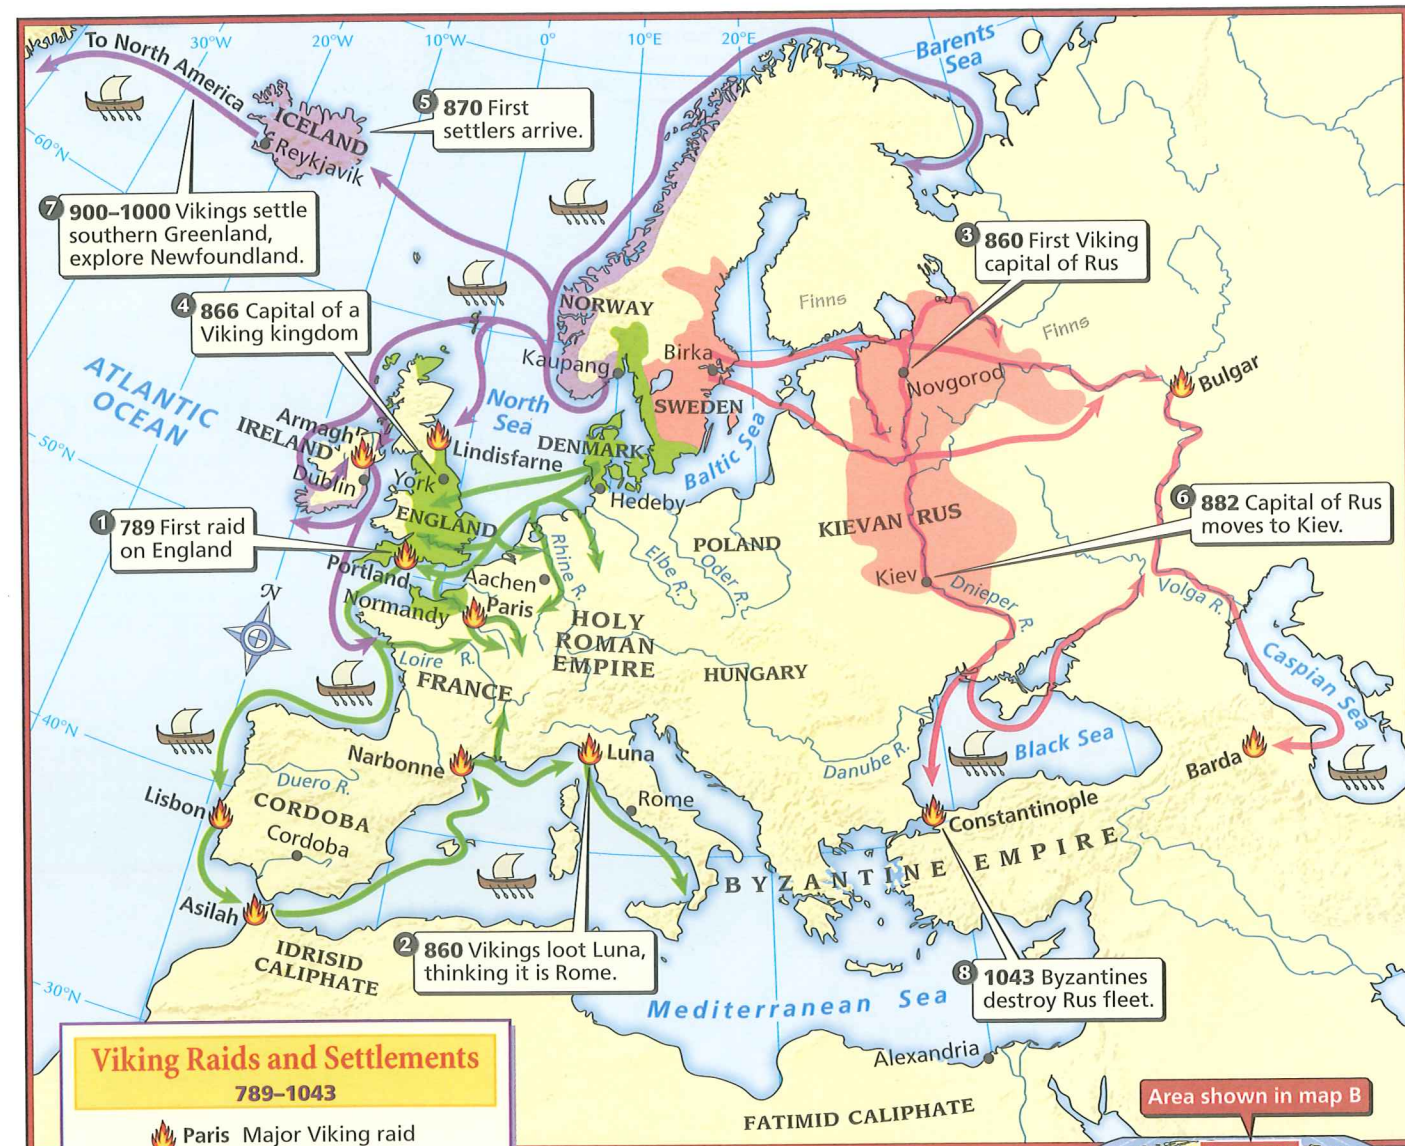 30°W
20°W
10°W
0°
10°E
20°E
To North America
Barents
Sea
5 870 First
settlers arrive.
ICELAND
Reykjavik
60°N
7 900–1000 Vikings settle
southern Greenland,
explore Newfoundland.
3 860 First Viking
capital of Rus
4 866 Capital of a
Viking kingdom
NORWAY
Finns
Finns
Kaupang
Birka
Novgorod
Bulgar
ATLANTIC
OCEAN
North
Sea
SWEDEN
Armagh
IRELAND
Lindisfarne
DENMARK
Baltic Sea
50°N
Dublin
York
Hedeby
1 789 First raid
on England
ENGLAND
KIEVAN RUS
6 882 Capital of Rus
moves to Kiev.
POLAND
Portland
Aachen
Rhine R.
Elbe R.
Oder R.
Kiev
Dnieper R.
Volga R.
N
Normandy
Paris
HOLY
ROMAN
EMPIRE
Loire R.
FRANCE
HUNGARY
Caspian Sea
40°N
Narbonne
Luna
Danube R.
Black Sea
Barda
Duero R.
Lisbon
CORDOBA
Cordoba
Rome
Constantinople
BYZANTINE EMPIRE
Asilah
IDRISID
CALIPHATE
2 860 Vikings loot Luna,
thinking it is Rome.
8 1043 Byzantines
destroy Rus fleet.
30°N
Mediterranean Sea
Alexandria
Viking Raids and Settlements
789–1043
Paris Major Viking raid
FATIMID CALIPHATE
Area shown in map B